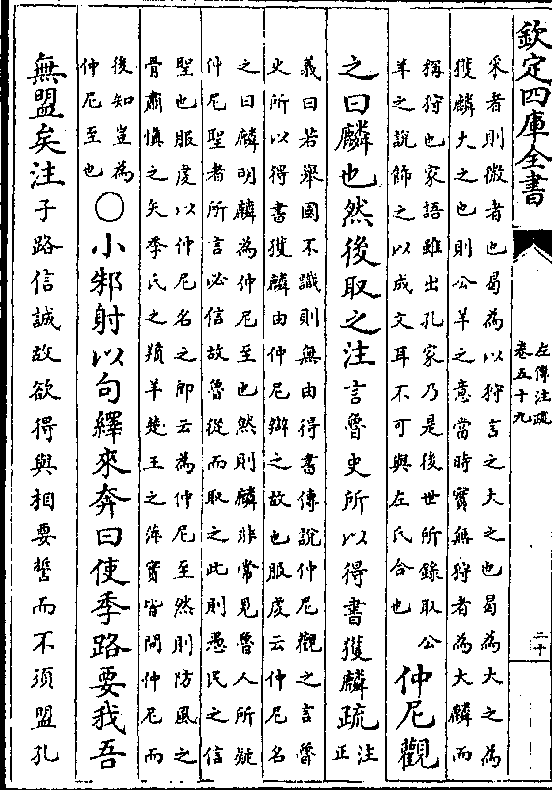 欽定四庫全書
左傳注疏
卷五十九
二十
采者則微者也曷為以狩言之大之也曷為大之為
獲麟大之也則公羊之意當時實無狩者為大麟而
稱狩也家語雖出孔家乃是後世所錄取公
羊之說飾之以成文耳不可與左氏合也
仲尼觀
之曰麟也然後取之注言魯史所以得書獲麟疏注正
義曰若舉國不識則無由得書傳說仲尼觀之言魯
史所以得書獲麟由仲尼辯之故也服虔云仲尼名
之曰麟明麟為仲尼至也然則麟非常見魯人所疑
仲尼聖者所言必信故魯從而取之此則愚民之信
聖也服虔以仲尼名之即云為仲尼至然則防風之
骨肅慎之矢季氏之羵羊楚王之萍實皆問仲尼而
後知豈為
仲尼至也
〇小邾射以句繹來奔曰使季路要我吾
無盟矣注子路信誠故欲得與相要誓而不須盟孔